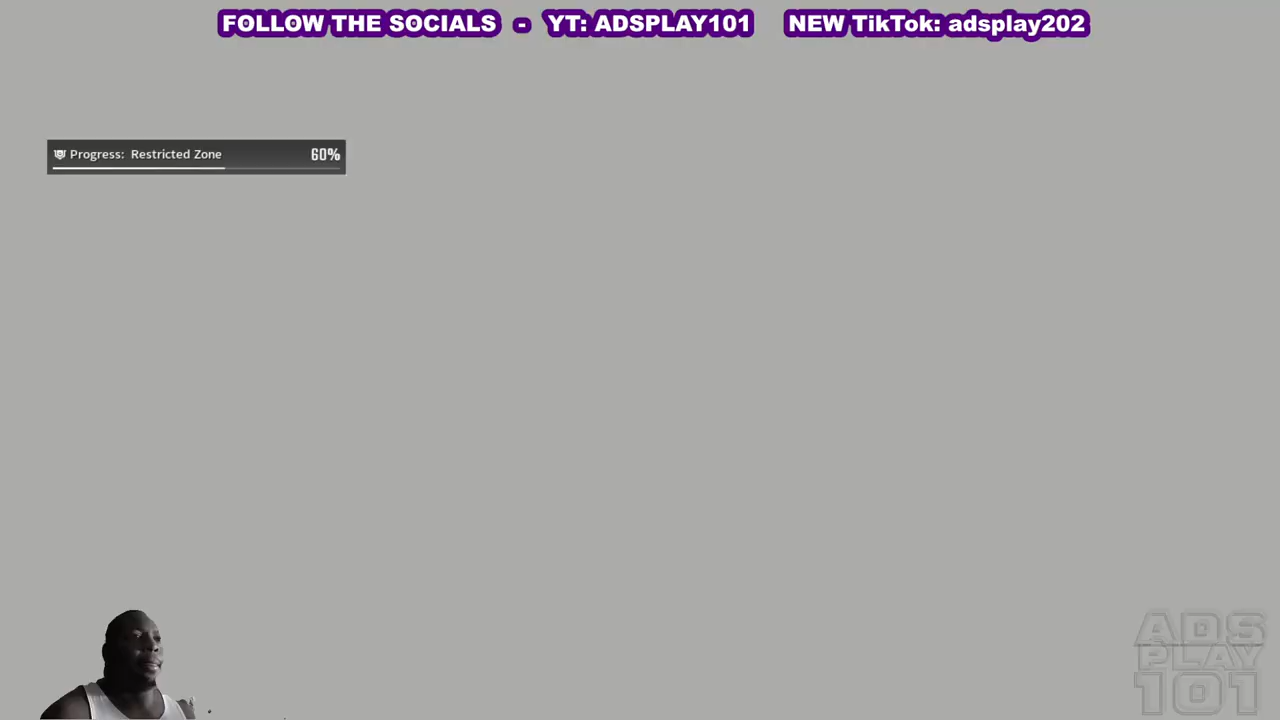 FOLLOW THE SOCIALS - YT: ADSPLAY101 NEW TikTok: adsplay202
Progress: Restricted Zone 60%
ADS
PLAY
101